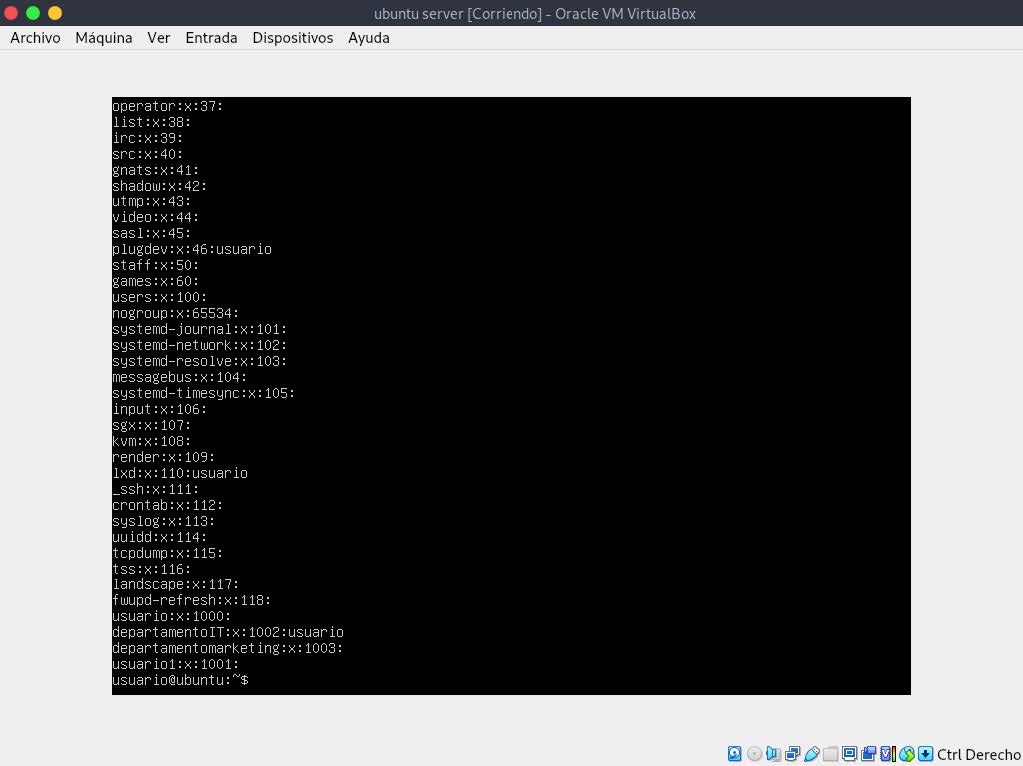 ubuntu server [Corriendo] - Oracle VM VirtualBox
Archivo Máquina Ver Entrada Dispositivos Ayuda
operator:x:37:
list:x:38:
irc:x:39:
src:x:40:
gnats:x:41:
shadow:x:42:
utmp:x:43:
video:x:44:
sasl:x:45:
plugdev:x:46:usuario
staff:x:50:
games:x:60:
users:x:100:
nogroup:x:65534:
systemd-journal:x:101:
systemd-network:x:102:
systemd-resolve:x:103:
messagebus:x:104:
systemd-timesync:x:105:
input:x:106:
sgx:x:107:
kvm:x:108:
render:x:109:
lxd:x:110:usuario
_ssh:x:111:
crontab:x:112:
syslog:x:113:
uuidd:x:114:
tcpdump:x:115:
tss:x:116:
landscape:x:117:
fwupd-refresh:x:118:
usuario:x:1000:
departamentoIT:x:1002:usuario
departamentomarketing:x:1003:
usuario1:x:1001:
usuario@ubuntu:~$
Ctrl Derecho